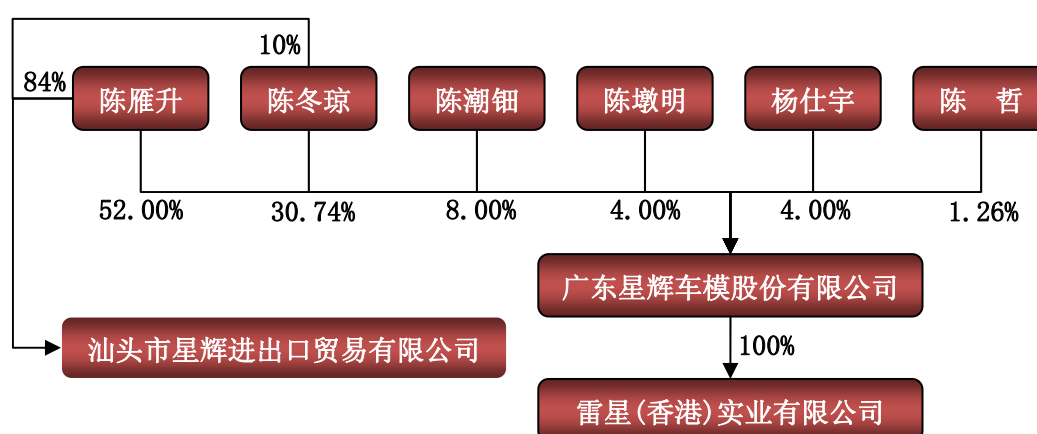 10%
84%
陈雁升 陈冬琼 陈潮钿 陈墩明 杨仕宇 陈 哲
52.00% 30.74% 8.00% 4.00% 4.00% 1.26%
广东星辉车模股份有限公司
汕头市星辉进出口贸易有限公司
100%
雷星(香港)实业有限公司